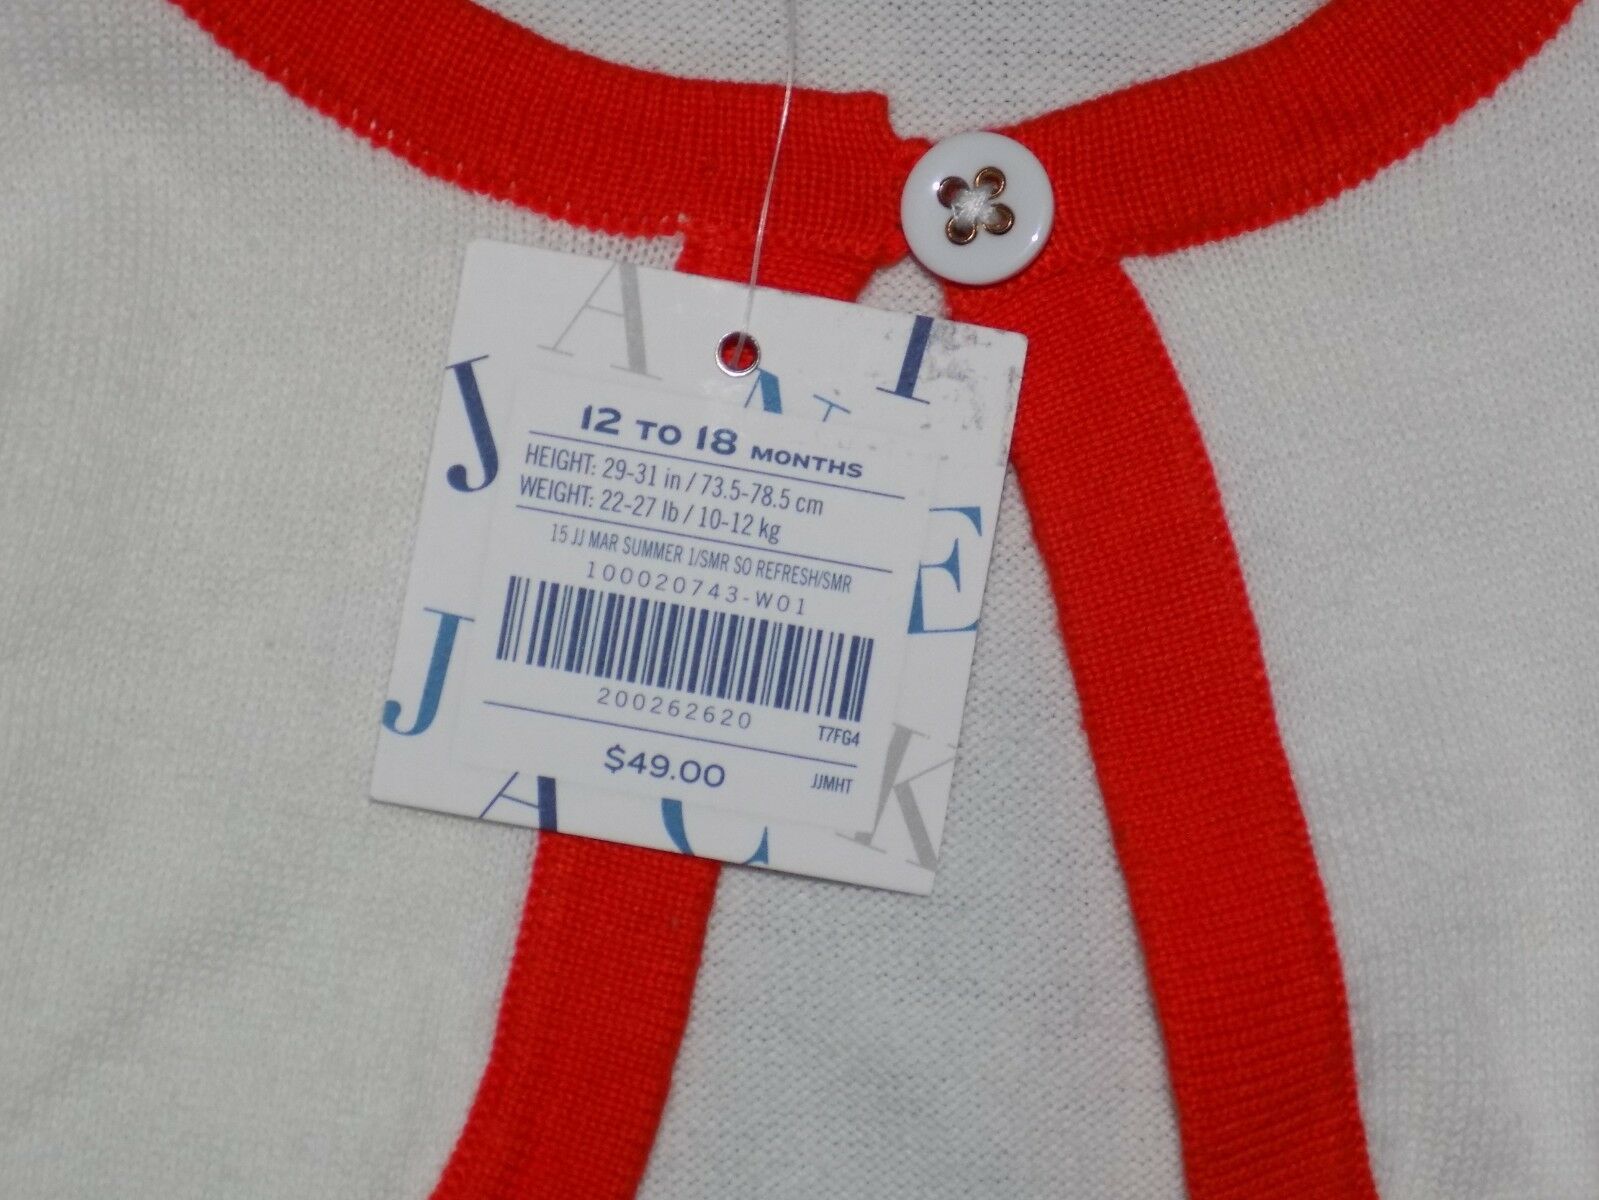 A
J
I
12 TO 18 MONTHS
HEIGHT: 29-31 in / 73.5-78.5 cm
WEIGHT: 22-27 lb / 10-12 kg
15 JJ MAR SUMMER 1/SMR SO REFRESH/SMR
100020743-W01
E
J
200262620
T7FG4
$49.00
JJMHT
A C K